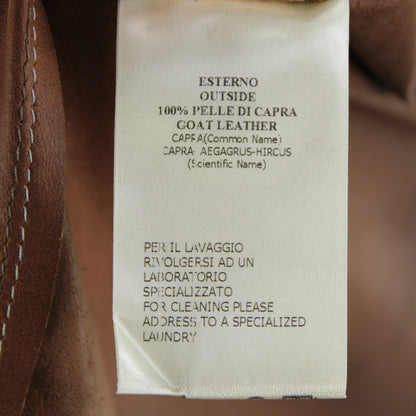 ESTERNO
OUTSIDE
100% PELLE DI CAPRA
GOAT LEATHER
CAPRA(Common Name)
CAPRA- AEGAGRUS-HIRCUS
(Scientific Name)
PER IL LAVAGGIO
RIVOLGERSI AD UN
LABORATORIO
SPECIALIZZATO
FOR CLEANING PLEASE
ADDRESS TO A SPECIALIZED
LAUNDRY